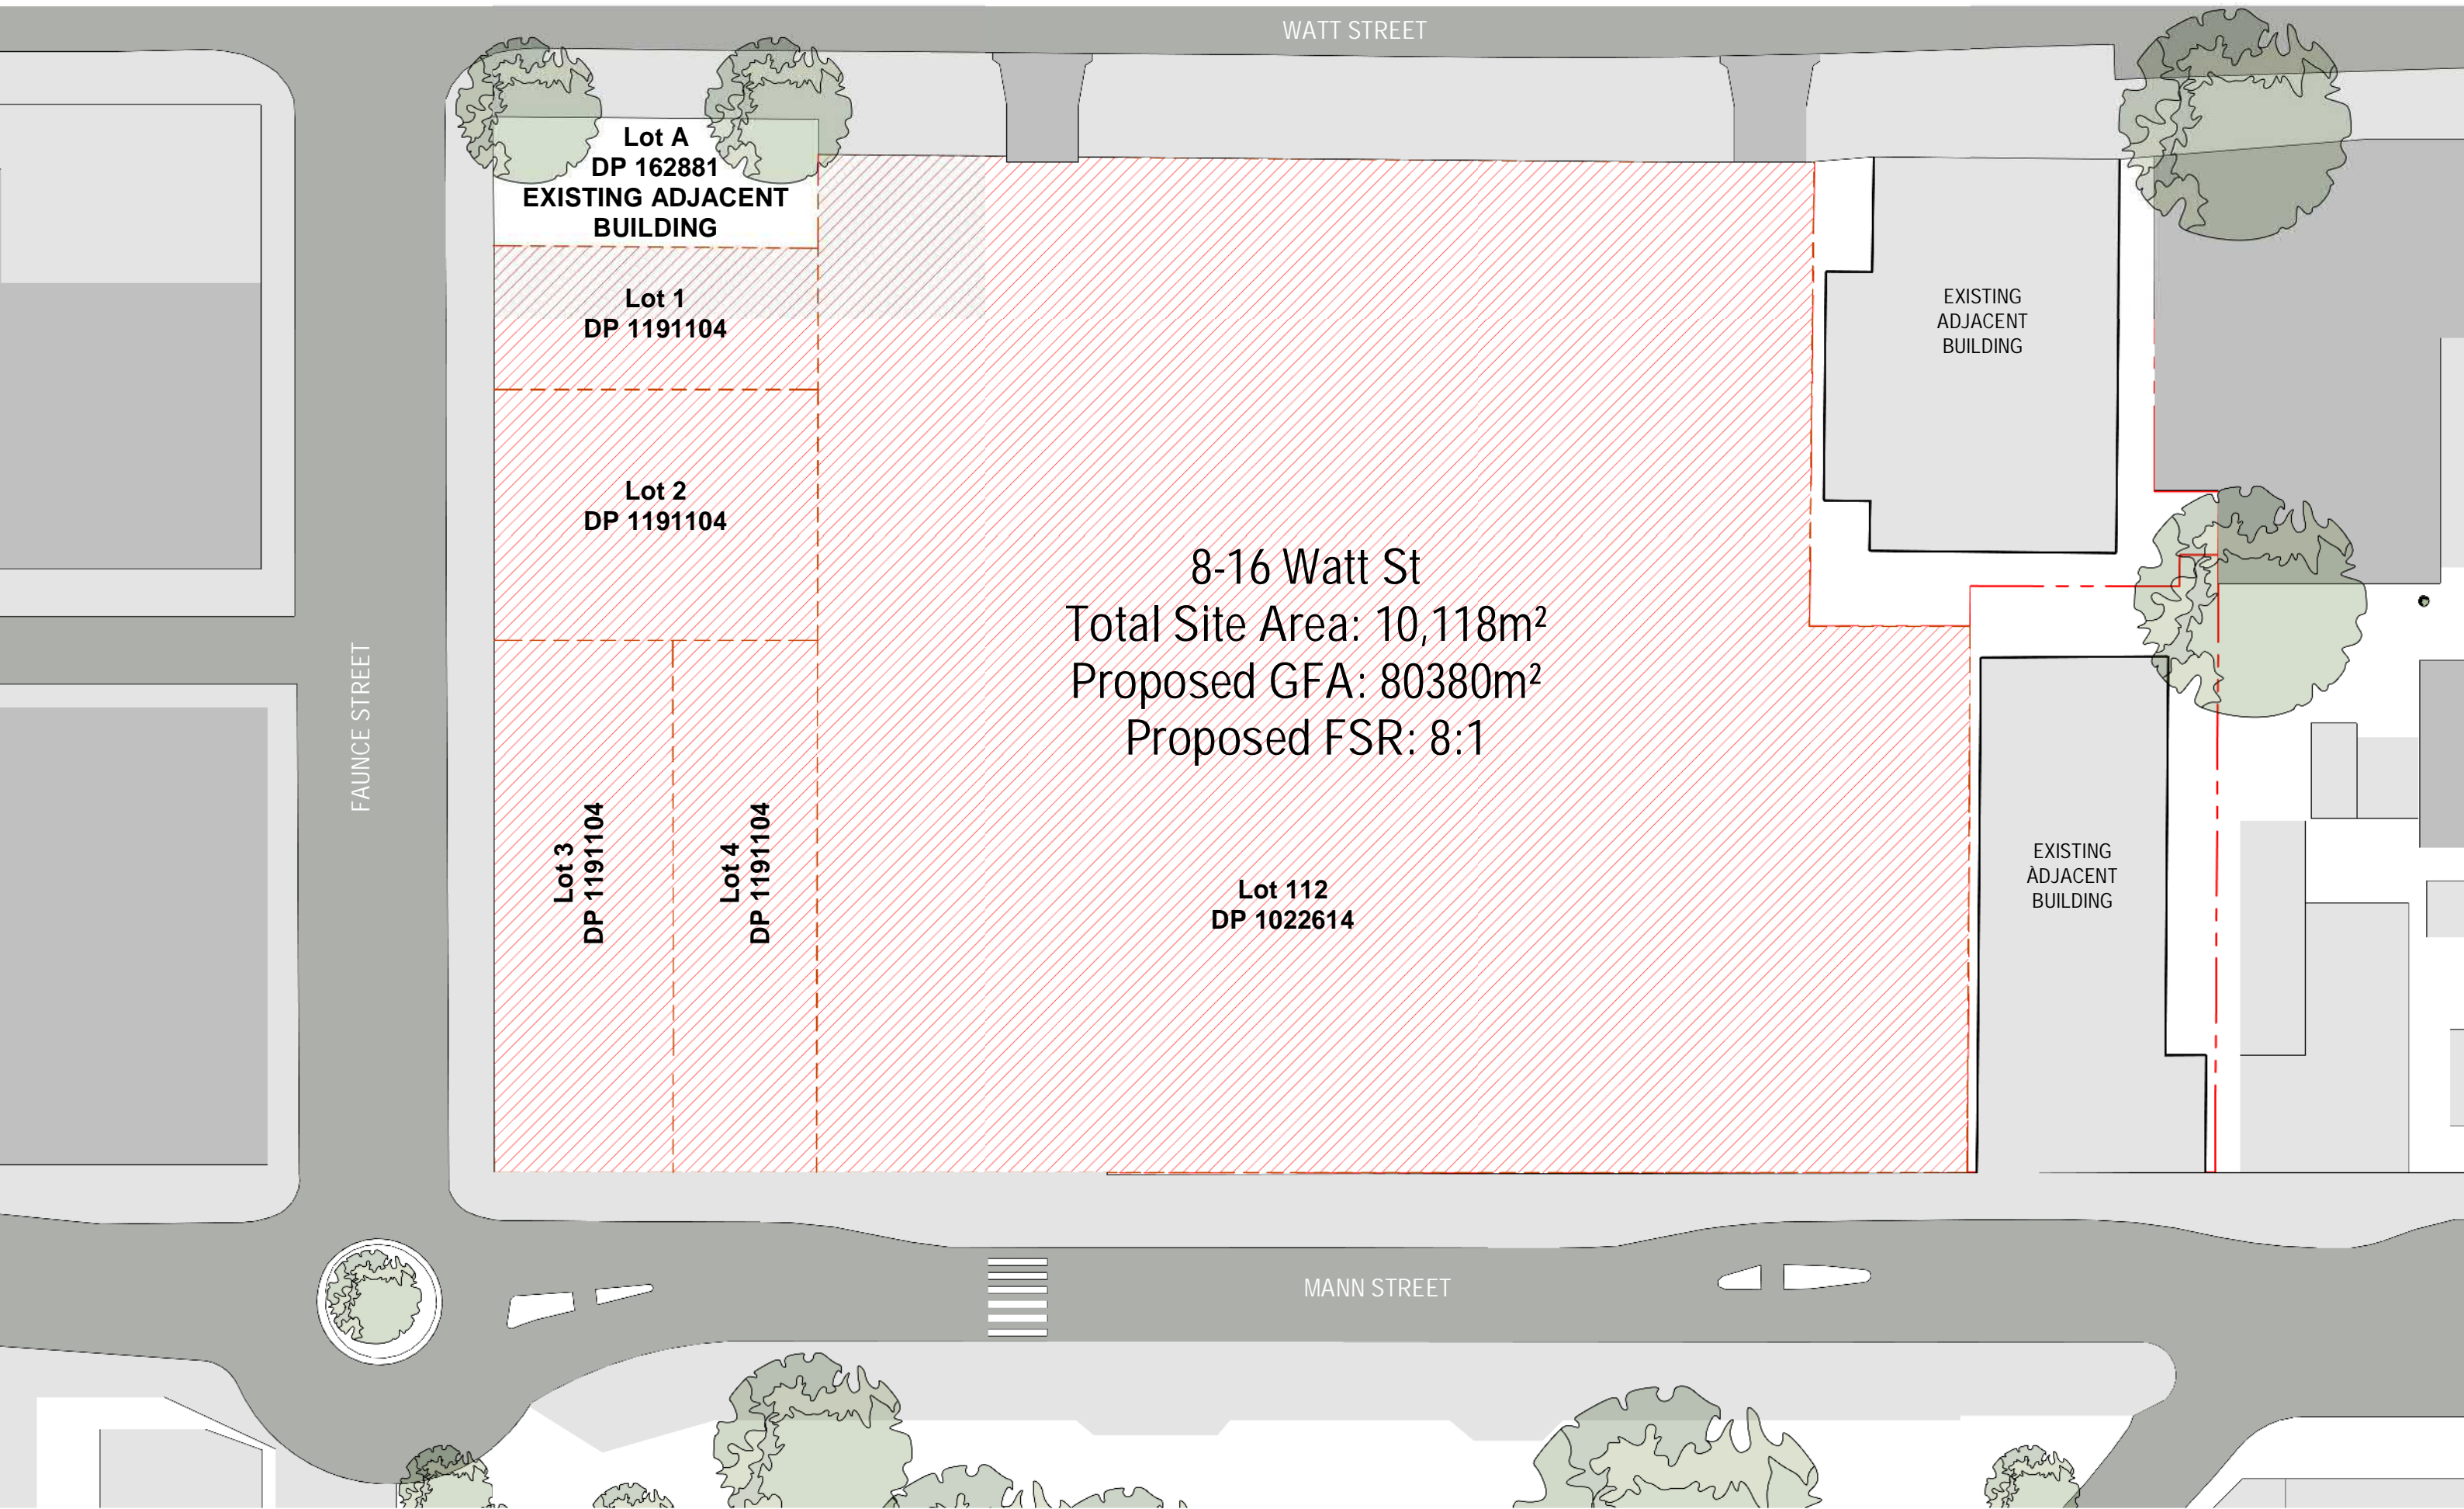 WATT STREET
Lot A
DP 162881
EXISTING ADJACENT
BUILDING
Lot 1
DP 1191104
EXISTING
ADJACENT
BUILDING
Lot 2
DP 1191104
8-16 Watt St
Total Site Area: 10,118m²
Proposed GFA: 80380m²
Proposed FSR: 8:1
FAUNCE STREET
Lot 3
DP 1191104
Lot 4
DP 1191104
Lot 112
DP 1022614
EXISTING
ÀDJACENT
BUILDING
MANN STREET